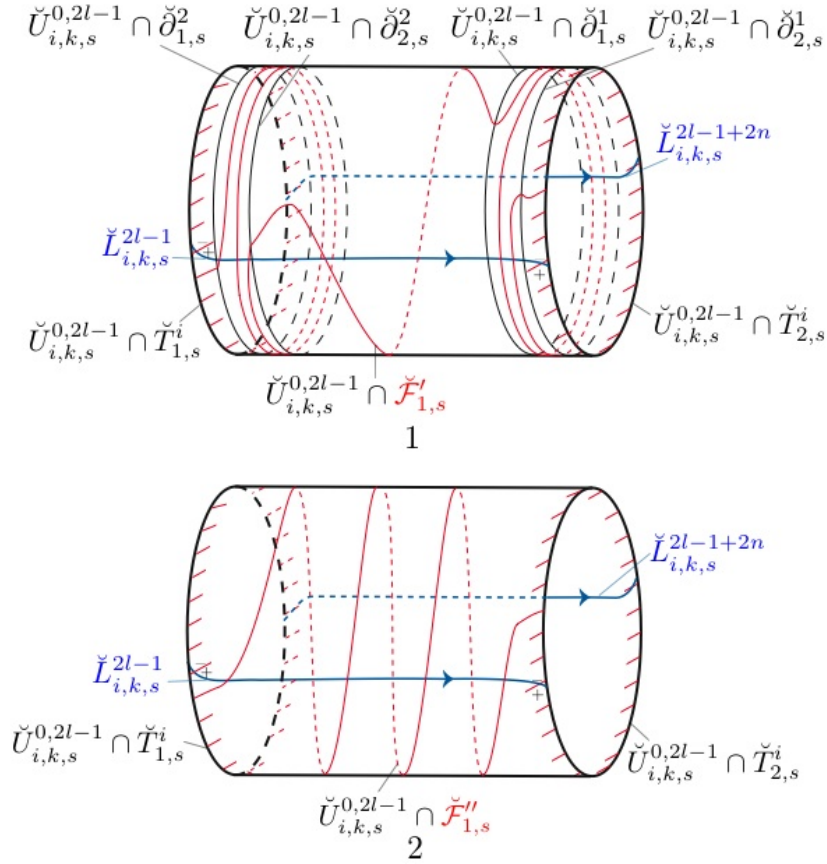 Ŭ^{0,2l−1}_{i,k,s} ∩ ∂̆^2_{1,s} Ŭ^{0,2l−1}_{i,k,s} ∩ ∂̆^2_{2,s} Ŭ^{0,2l−1}_{i,k,s} ∩ ∂̆^1_{1,s} Ŭ^{0,2l−1}_{i,k,s} ∩ ∂̆^1_{2,s}
L̆^{2l−1+2n}_{i,k,s}
L̆^{2l−1}_{i,k,s}
− +
− +
Ŭ^{0,2l−1}_{i,k,s} ∩ T̆^i_{1,s} Ŭ^{0,2l−1}_{i,k,s} ∩ T̆^i_{2,s}
Ŭ^{0,2l−1}_{i,k,s} ∩ ℱ̆′_{1,s}
1
L̆^{2l−1+2n}_{i,k,s}
L̆^{2l−1}_{i,k,s}
− +
− +
Ŭ^{0,2l−1}_{i,k,s} ∩ T̆^i_{1,s} Ŭ^{0,2l−1}_{i,k,s} ∩ T̆^i_{2,s}
Ŭ^{0,2l−1}_{i,k,s} ∩ ℱ̆″_{1,s}
2